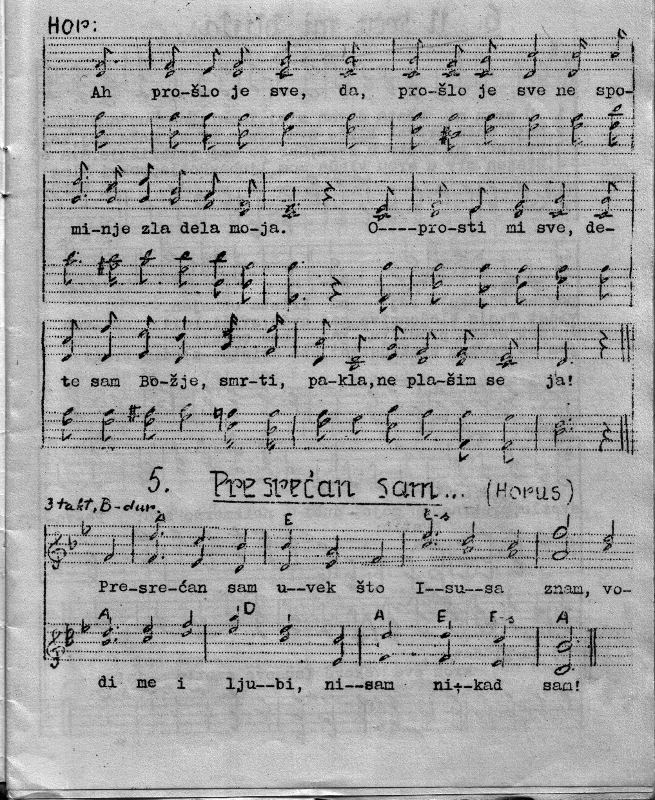 HOR:
Ah pro-šlo je sve, da, pro-šlo je sve ne spo-
mi-nje zla dela mo-ja. O----pro-sti mi sve, de-
te sam Bo-žje, smr-ti, pa-kla,ne pla-šim se ja!
5. Presrećan sam... (Horus)
3 takt, B-dur.
A E E-s
Pre-sre-ćan sam u--vek što I--su--sa znam, vo-
A D A E F-s A
di me i lju--bi, ni--sam ni--kad sam!